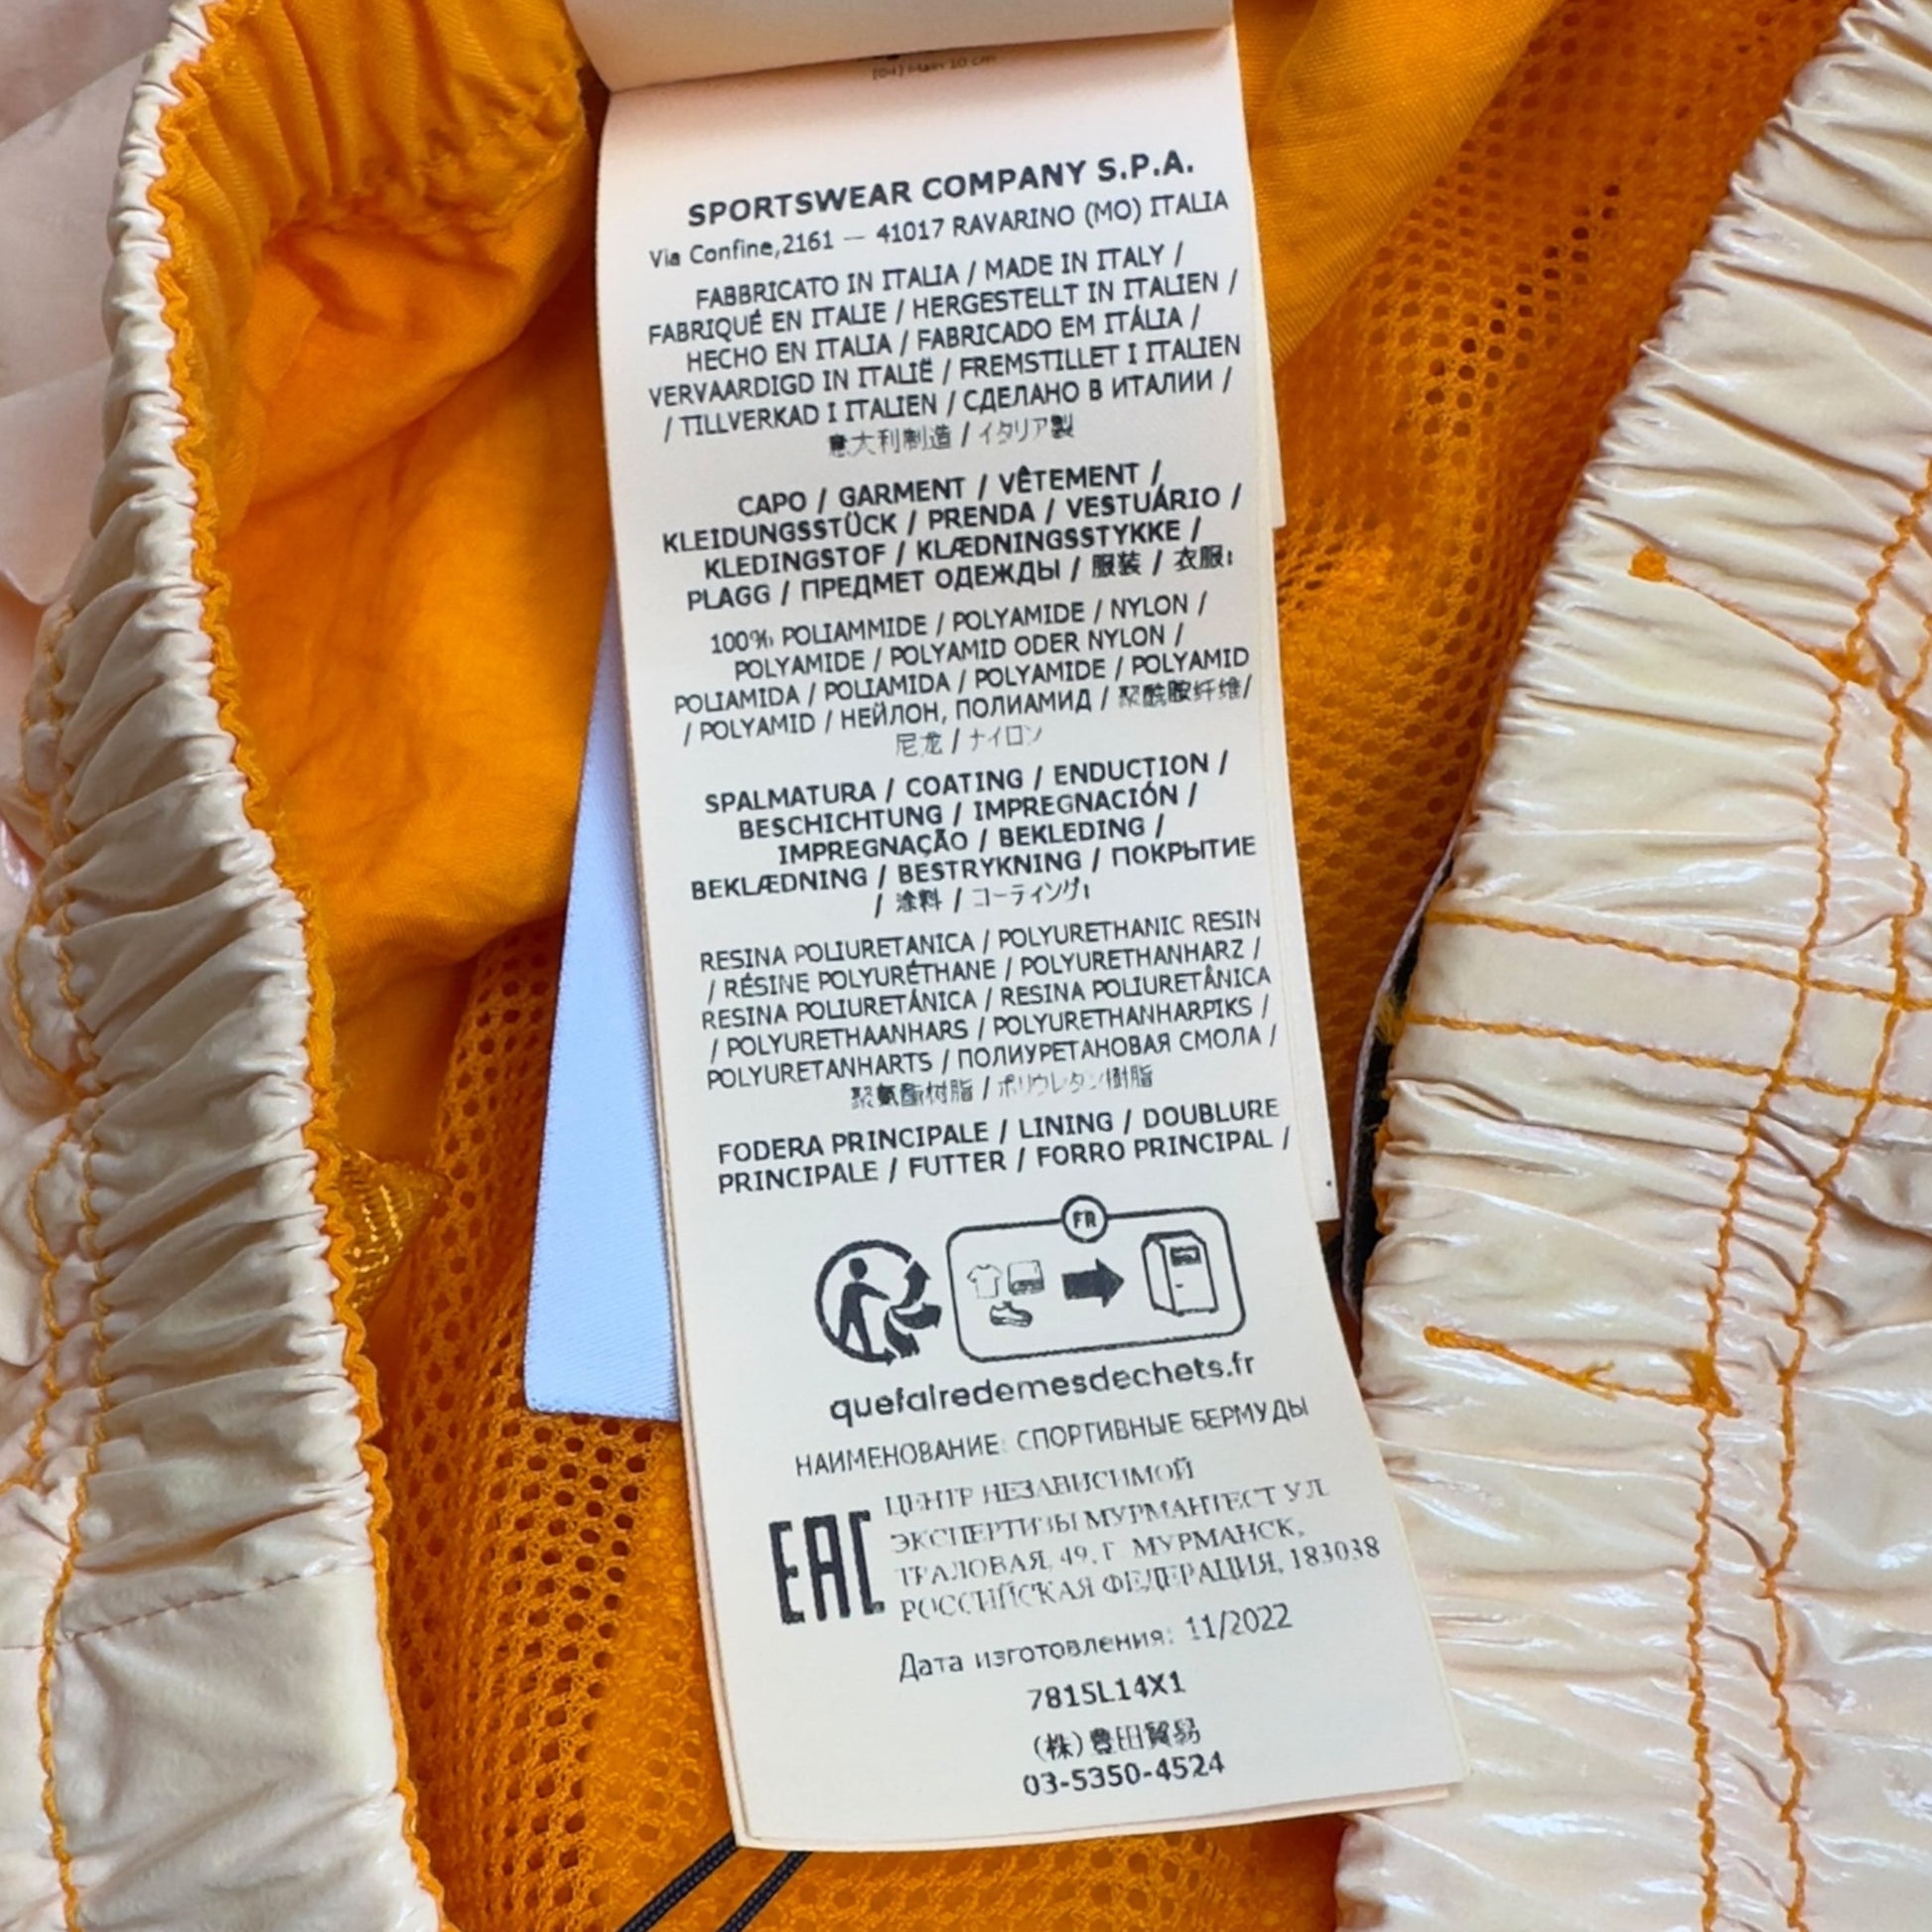 SPORTSWEAR COMPANY S.P.A.
Via Confine,2161 — 41017 RAVARINO (MO) ITALIA
FABBRICATO IN ITALIA / MADE IN ITALY /
FABRIQUÉ EN ITALIE / HERGESTELLT IN ITALIEN /
HECHO EN ITALIA / FABRICADO EM ITÁLIA /
VERVAARDIGD IN ITALIË / FREMSTILLET I ITALIEN
/ TILLVERKAD I ITALIEN / СДЕЛАНО В ИТАЛИИ /
意大利制造 / イタリア製
CAPO / GARMENT / VÊTEMENT /
KLEIDUNGSSTÜCK / PRENDA / VESTUÁRIO /
KLEDINGSTOF / KLÆDNINGSSTYKKE /
PLAGG / ПРЕДМЕТ ОДЕЖДЫ / 服装 / 衣服:
100% POLIAMMIDE / POLYAMIDE / NYLON /
POLYAMIDE / POLYAMID ODER NYLON /
POLIAMIDA / POLIAMIDA / POLYAMIDE / POLYAMID
/ POLYAMID / НЕЙЛОН, ПОЛИАМИД / 聚酰胺纤维/
尼龙 / ナイロン
SPALMATURA / COATING / ENDUCTION /
BESCHICHTUNG / IMPREGNACIÓN /
IMPREGNAÇÃO / BEKLEDING /
BEKLÆDNING / BESTRYKNING / ПОКРЫТИЕ
/ 涂料 / コーティング:
RESINA POLIURETANICA / POLYURETHANIC RESIN
/ RÉSINE POLYURÉTHANE / POLYURETHANHARZ /
RESINA POLIURETÁNICA / RESINA POLIURETÂNICA
/ POLYURETHAANHARS / POLYURETHANHARPIKS /
POLYURETANHARTS / ПОЛИУРЕТАНОВАЯ СМОЛА /
聚氨酯树脂 / ポリウレタン樹脂
FODERA PRINCIPALE / LINING / DOUBLURE
PRINCIPALE / FUTTER / FORRO PRINCIPAL /
FR
quefairedemesdechets.fr
НАИМЕНОВАНИЕ: СПОРТИВНЫЕ БЕРМУДЫ
EAC
ЦЕНТР НЕЗАВИСИМОЙ
ЭКСПЕРТИЗЫ МУРМАНТЕСТ УЛ.
ТРАЛОВАЯ, 49, Г. МУРМАНСК,
РОССИЙСКАЯ ФЕДЕРАЦИЯ, 183038
Дата изготовления: 11/2022
7815L14X1
(株)豊田貿易
03-5350-4524